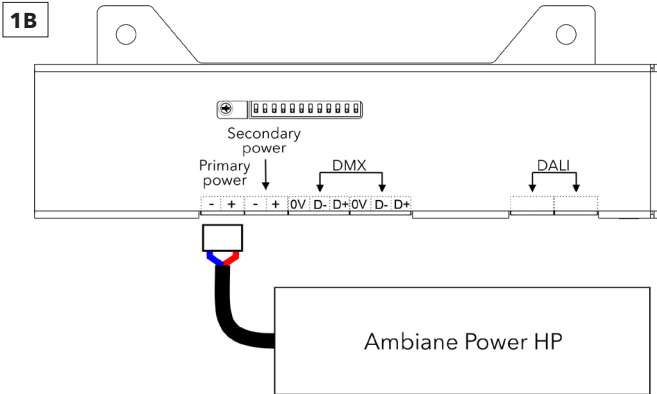 1B
Secondary
power
Primary
power
DMX
DALI
- + - + 0V D- D+ 0V D- D+
Ambiane Power HP